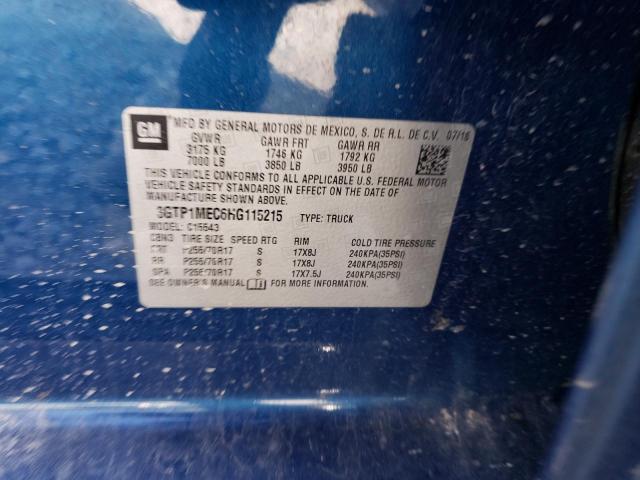 GM MFD BY GENERAL MOTORS DE MEXICO, S. DE R.L. DE C.V. 07/16
GVWR GAWR FRT GAWR RR
3175 KG 1746 KG 1792 KG
7000 LB 3850 LB 3950 LB
THIS VEHICLE CONFORMS TO ALL APPLICABLE U.S. FEDERAL MOTOR
VEHICLE SAFETY STANDARDS IN EFFECT ON THE DATE OF
MANUFACTURE SHOWN ABOVE.
3GTP1MEC6HG115215 TYPE: TRUCK
MODEL: C15543
TIRE SIZE SPEED RTG RIMS COLD TIRE PRESSURE
FRT P255/70R17 S 17X8J 240KPA(35PSI)
RR P255/70R17 S 17X8J 240KPA(35PSI)
SPA P255/70R17 S 17X7.5J 240KPA(35PSI)
SEE OWNER'S MANUAL FOR MORE INFORMATION.